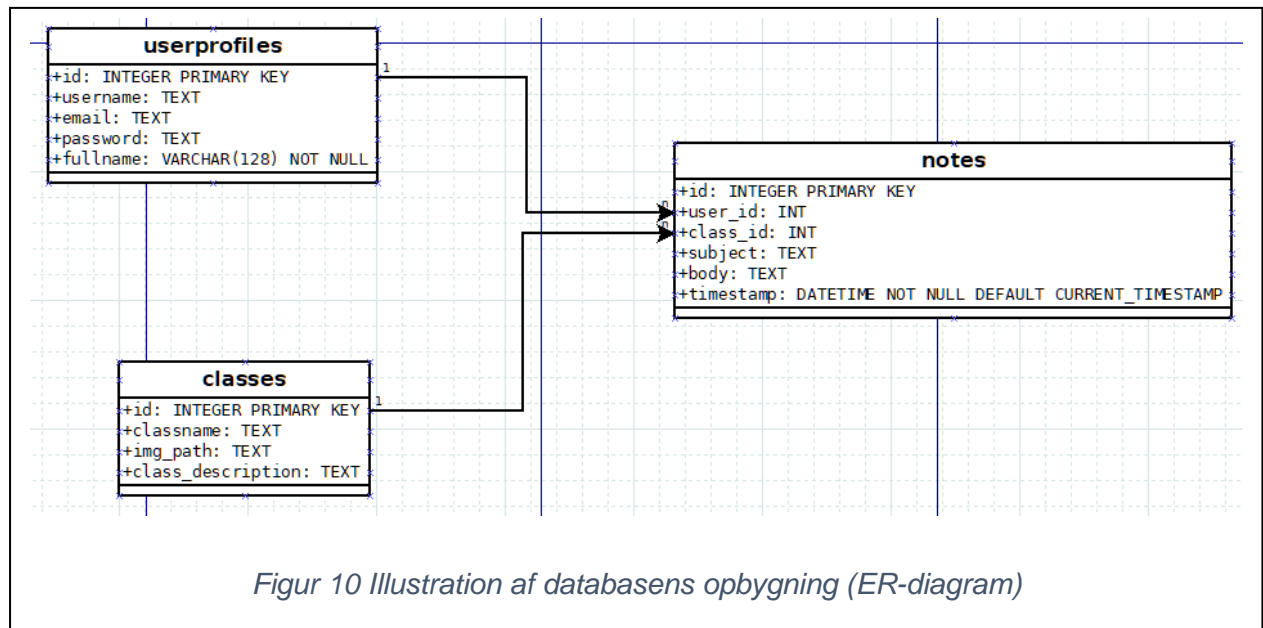 userprofiles
+id: INTEGER PRIMARY KEY
+username: TEXT
+email: TEXT
+password: TEXT
+fullname: VARCHAR(128) NOT NULL
1
notes
+id: INTEGER PRIMARY KEY
n
+user_id: INT
n
+class_id: INT
+subject: TEXT
+body: TEXT
+timestamp: DATETIME NOT NULL DEFAULT CURRENT_TIMESTAMP
classes
+id: INTEGER PRIMARY KEY
1
+classname: TEXT
+img_path: TEXT
+class_description: TEXT
Figur 10 Illustration af databasens opbygning (ER-diagram)